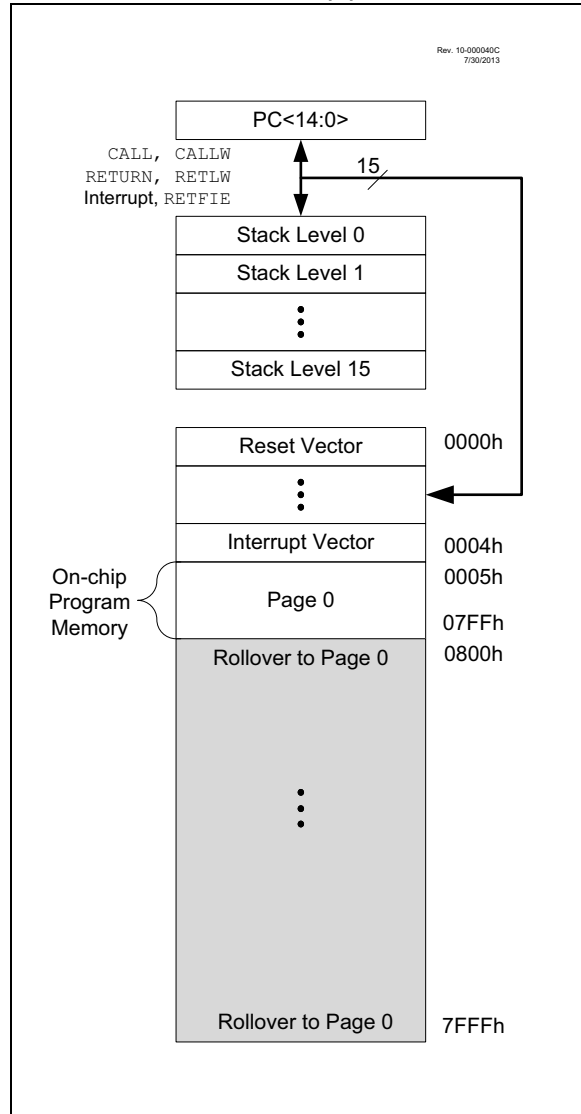 Rev. 10-000040C
7/30/2013
PC<14:0>
CALL, CALLW
RETURN, RETLW
Interrupt, RETFIE
15
Stack Level 0
Stack Level 1
Stack Level 15
Reset Vector
0000h
Interrupt Vector
0004h
On-chip
Program
Memory
Page 0
0005h
07FFh
Rollover to Page 0
0800h
Rollover to Page 0
7FFFh